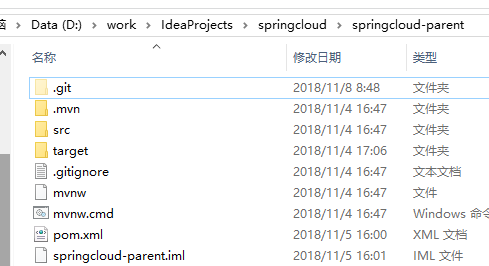 Data (D:) › work › IdeaProjects › springcloud › springcloud-parent
名称 修改日期 类型
.git 2018/11/8 8:48 文件夹
.mvn 2018/11/4 16:47 文件夹
src 2018/11/4 16:47 文件夹
target 2018/11/4 17:06 文件夹
.gitignore 2018/11/4 16:47 文本文档
mvnw 2018/11/4 16:47 文件
mvnw.cmd 2018/11/4 16:47 Windows 命令
pom.xml 2018/11/5 16:00 XML 文档
springcloud-parent.iml 2018/11/5 16:01 IML 文件